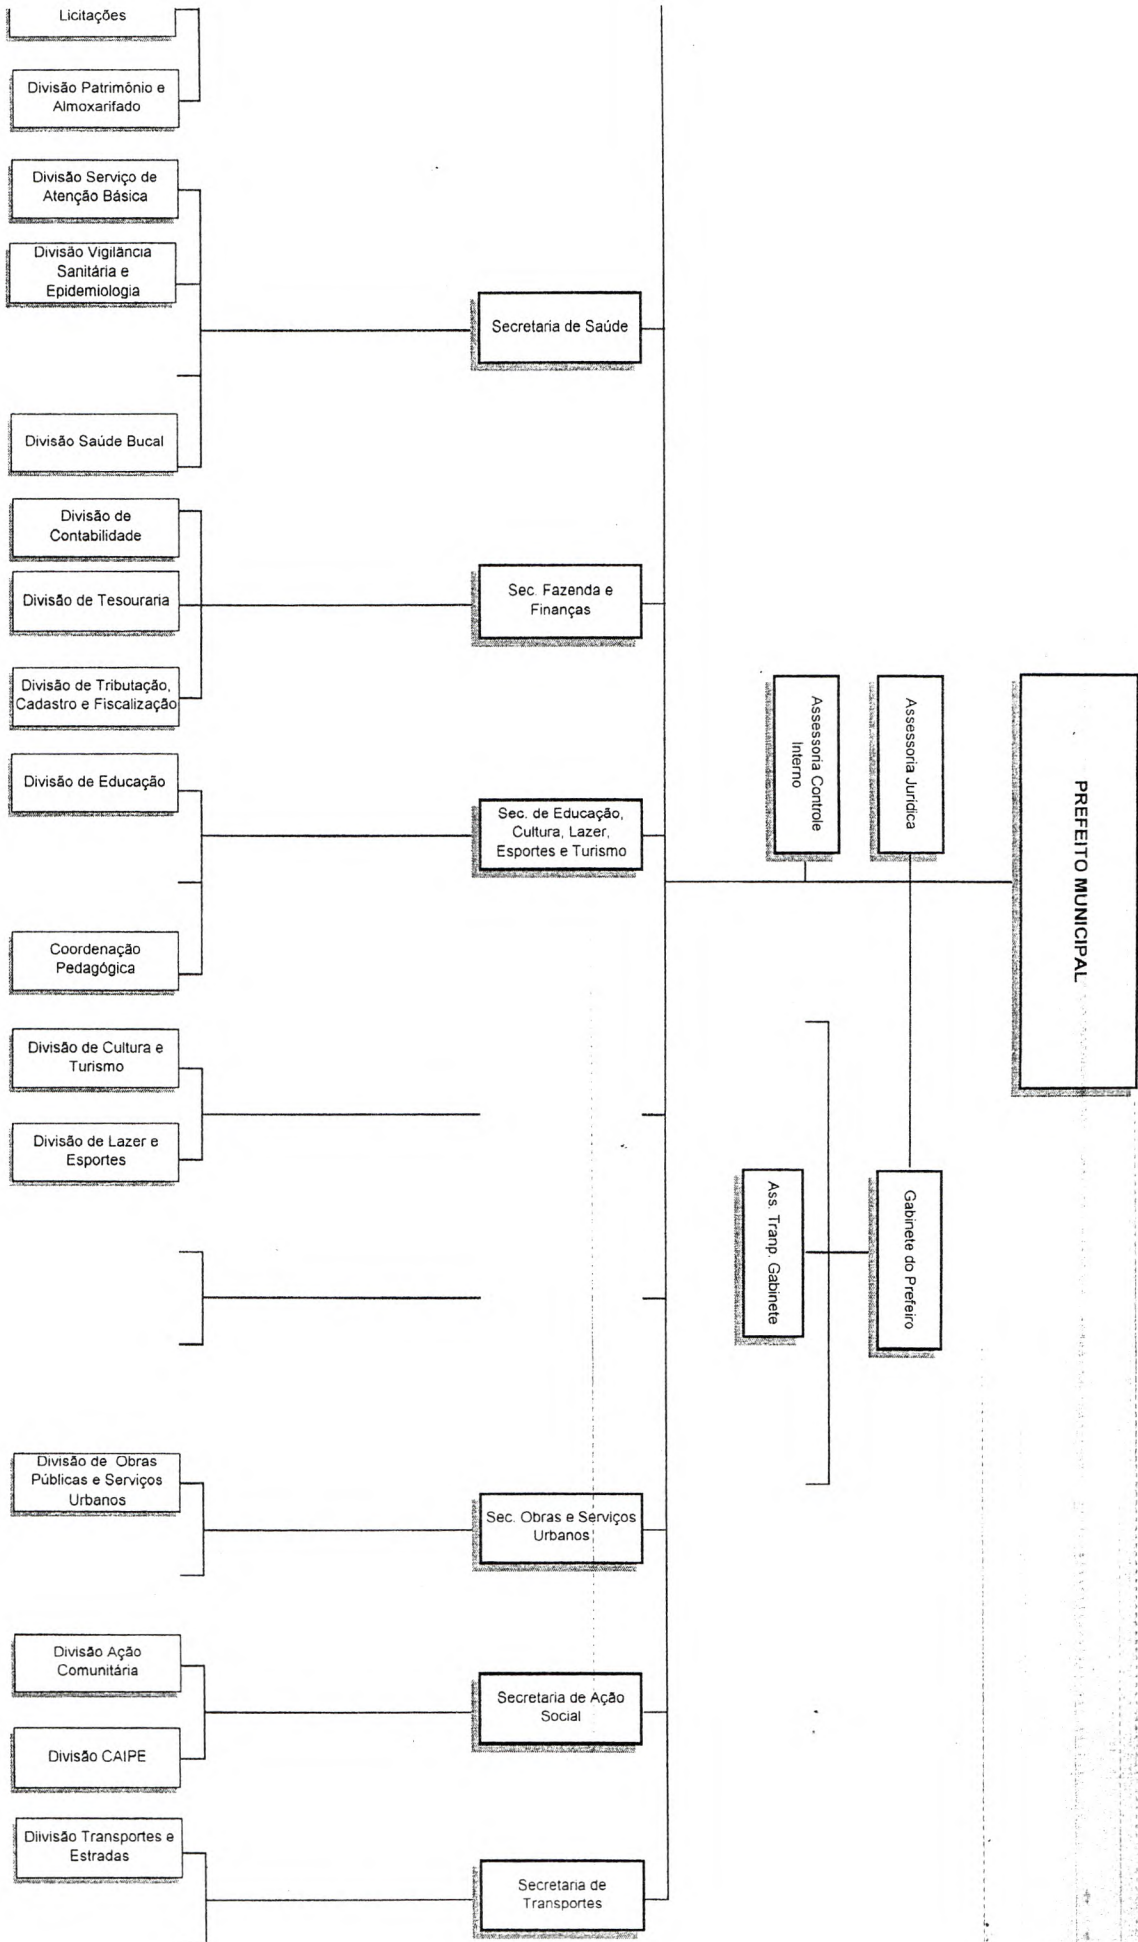 Licitações
Divisão Patrimônio e
Almoxarifado
Divisão Serviço de
Atenção Básica
Divisão Vigilância
Sanitária e
Epidemiologia
Divisão Saúde Bucal
Secretaria de Saúde
Divisão de
Contabilidade
Divisão de Tesouraria
Divisão de Tributação,
Cadastro e Fiscalização
Sec. Fazenda e
Finanças
Divisão de Educação
Coordenação
Pedagógica
Sec. de Educação,
Cultura, Lazer,
Esportes e Turismo
Divisão de Cultura e
Turismo
Divisão de Lazer e
Esportes
Divisão de Obras
Públicas e Serviços
Urbanos
Sec. Obras e Serviços
Urbanos
Divisão Ação
Comunitária
Divisão CAIPE
Secretaria de Ação
Social
Diivisão Transportes e
Estradas
Secretaria de
Transportes
Assessoria Controle
Interno
Assessoria Jurídica
PREFEITO MUNICIPAL
Ass. Tranp. Gabinete
Gabinete do Prefeiro